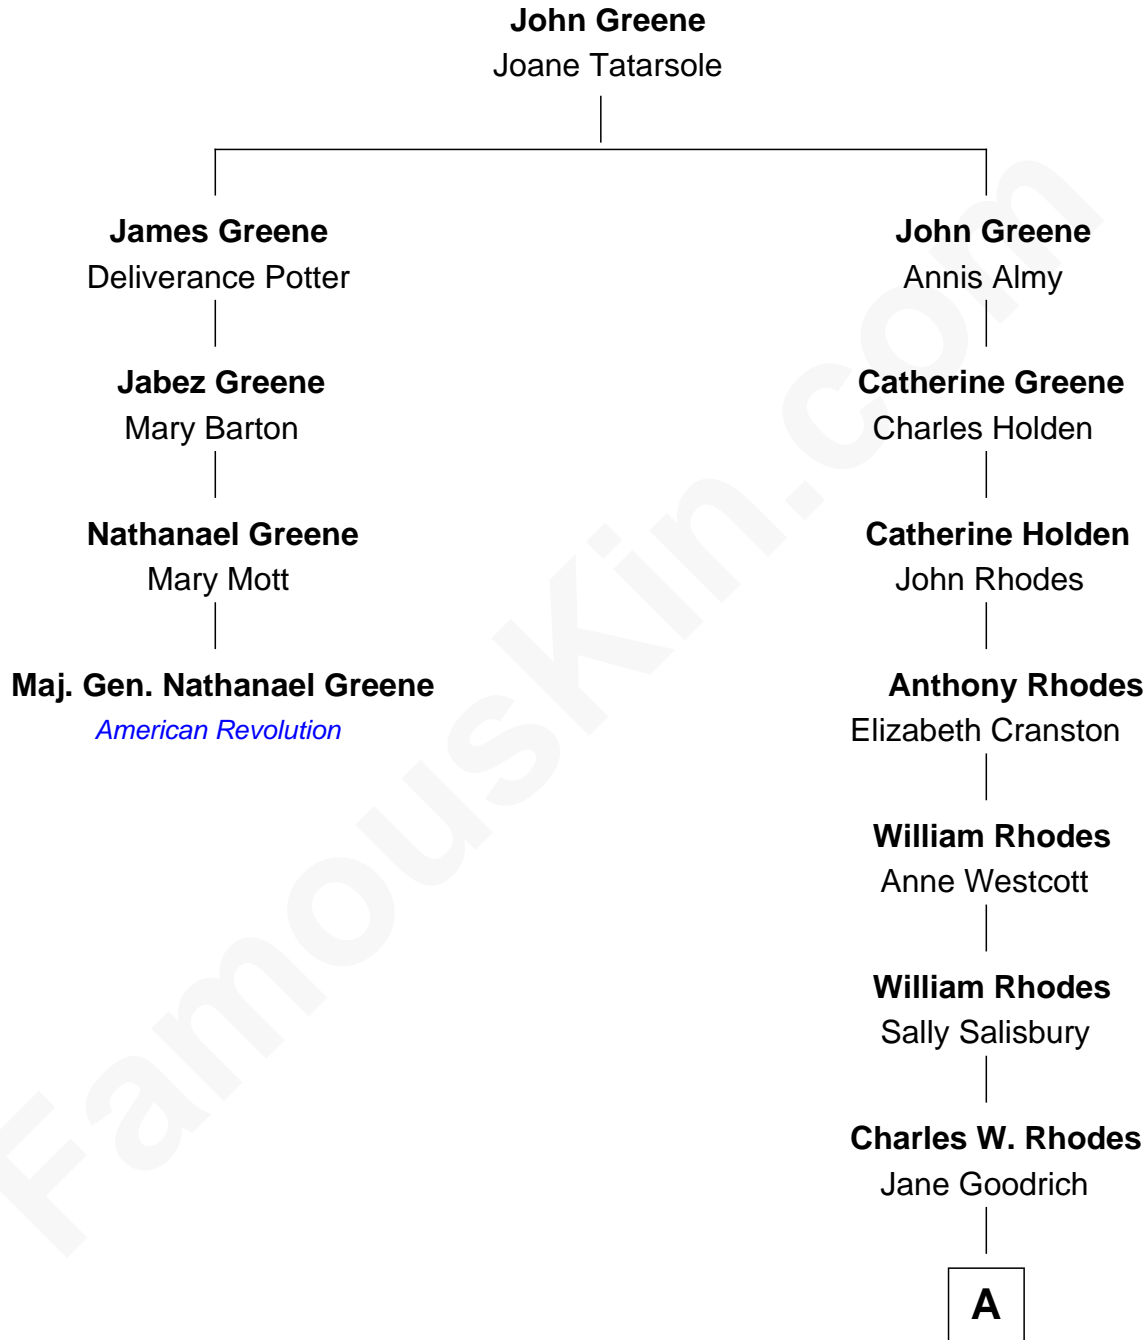 John Greene
Joane Tatarsole
James Greene
Deliverance Potter
Jabez Greene
Mary Barton
Nathanael Greene
Mary Mott
Maj. Gen. Nathanael Greene
American Revolution
John Greene
Annis Almy
Catherine Greene
Charles Holden
Catherine Holden
John Rhodes
Anthony Rhodes
Elizabeth Cranston
William Rhodes
Anne Westcott
William Rhodes
Sally Salisbury
Charles W. Rhodes
Jane Goodrich
A
FamousKin.com